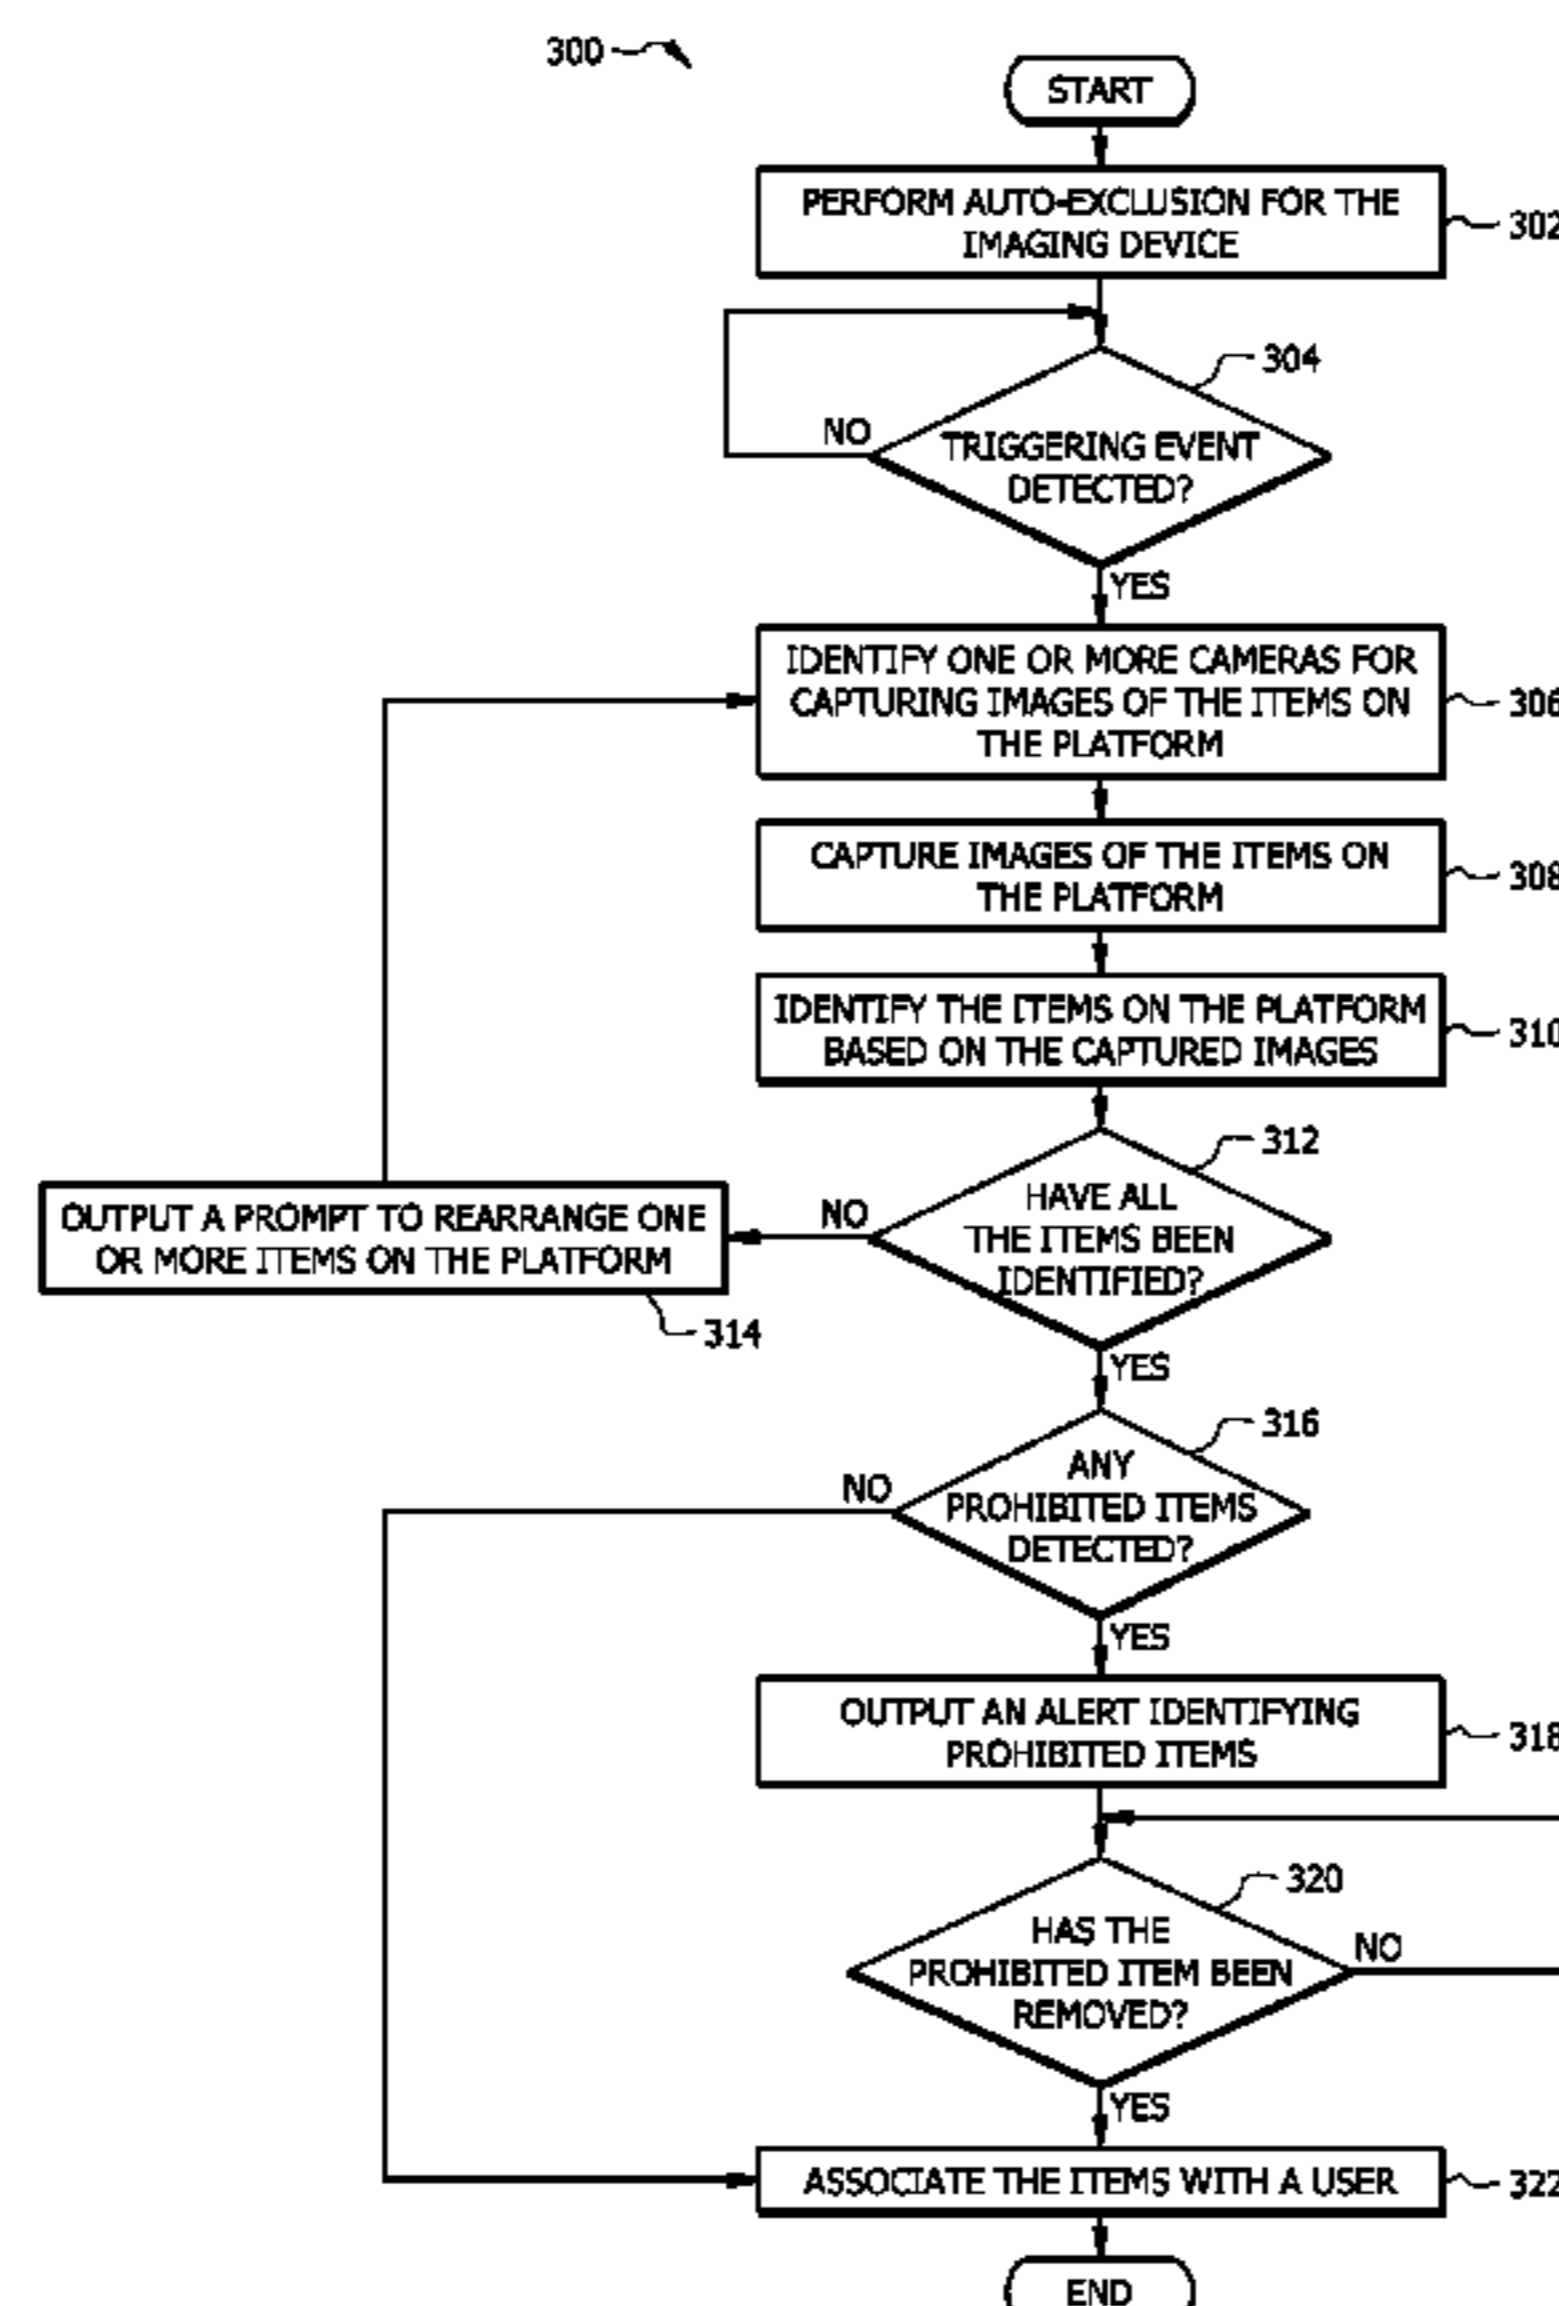 300
START
PERFORM AUTO-EXCLUSION FOR THE
IMAGING DEVICE
302
304
NO
TRIGGERING EVENT
DETECTED?
YES
IDENTIFY ONE OR MORE CAMERAS FOR
CAPTURING IMAGES OF THE ITEMS ON
THE PLATFORM
306
CAPTURE IMAGES OF THE ITEMS ON
THE PLATFORM
308
IDENTIFY THE ITEMS ON THE PLATFORM
BASED ON THE CAPTURED IMAGES
310
312
HAVE ALL
THE ITEMS BEEN
IDENTIFIED?
NO
OUTPUT A PROMPT TO REARRANGE ONE
OR MORE ITEMS ON THE PLATFORM
314
YES
316
ANY
PROHIBITED ITEMS
DETECTED?
NO
YES
OUTPUT AN ALERT IDENTIFYING
PROHIBITED ITEMS
318
320
HAS THE
PROHIBITED ITEM BEEN
REMOVED?
NO
YES
ASSOCIATE THE ITEMS WITH A USER
322
END